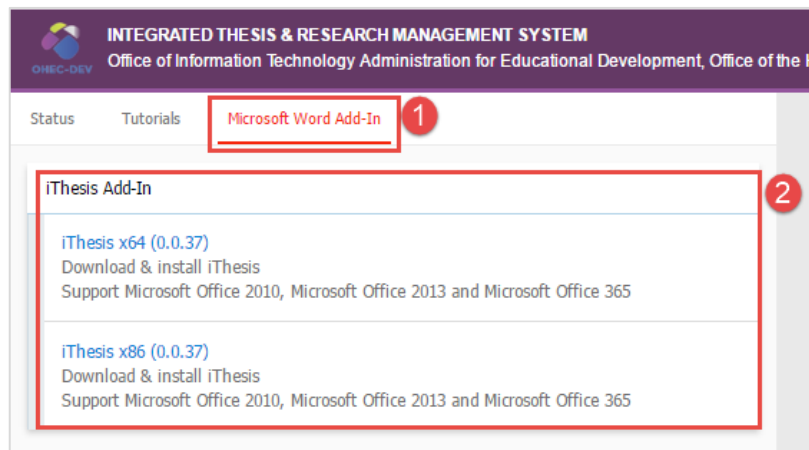 INTEGRATED THESIS & RESEARCH MANAGEMENT SYSTEM
OHEC-DEV
Office of Information Technology Administration for Educational Development, Office of the
Status Tutorials Microsoft Word Add-In 1
iThesis Add-In
2
iThesis x64 (0.0.37)
Download & install iThesis
Support Microsoft Office 2010, Microsoft Office 2013 and Microsoft Office 365
iThesis x86 (0.0.37)
Download & install iThesis
Support Microsoft Office 2010, Microsoft Office 2013 and Microsoft Office 365